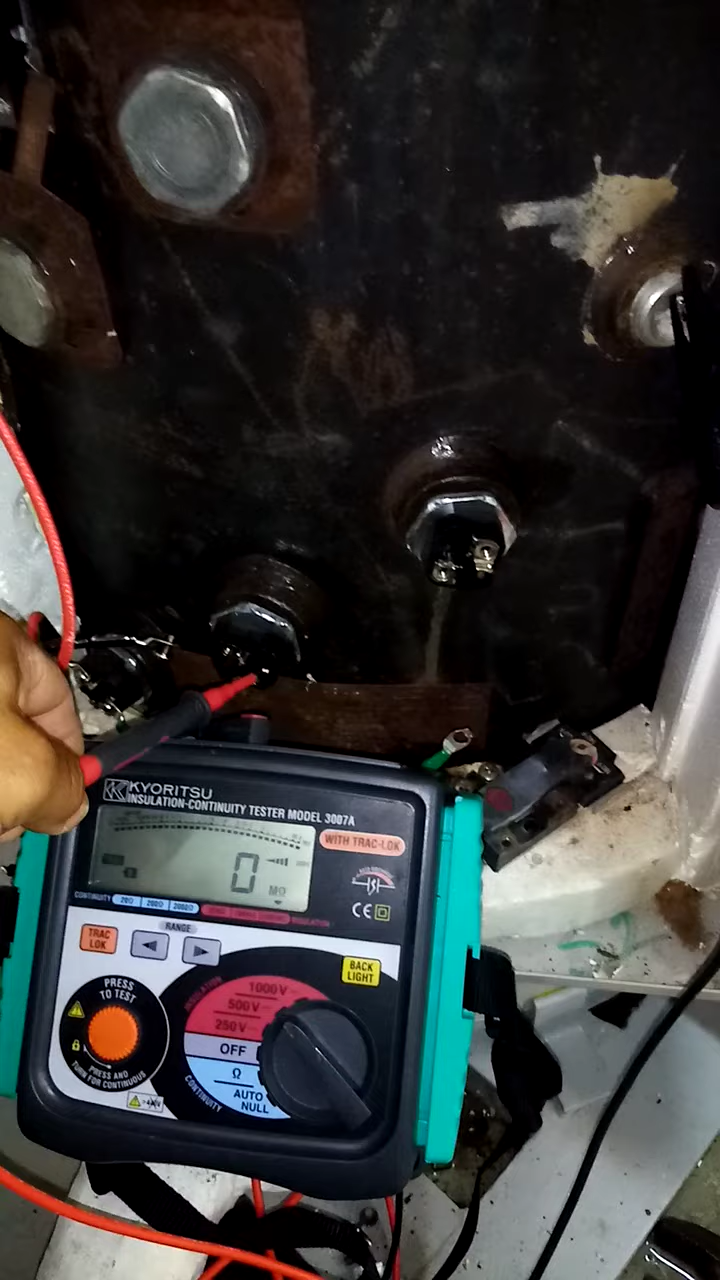 KYORITSU
INSULATION-CONTINUITY TESTER MODEL 3007A
WITH TRAC-LOK
0
MΩ
CONTINUITY 20Ω 200Ω 2000Ω
INSULATION
CE
TRAC
LOK
RANGE
BACK
LIGHT
PRESS
TO TEST
PRESS AND
TURN FOR CONTINUOUS
INSULATION
1000V
500V
250V
OFF
Ω
AUTO
NULL
CONTINUITY